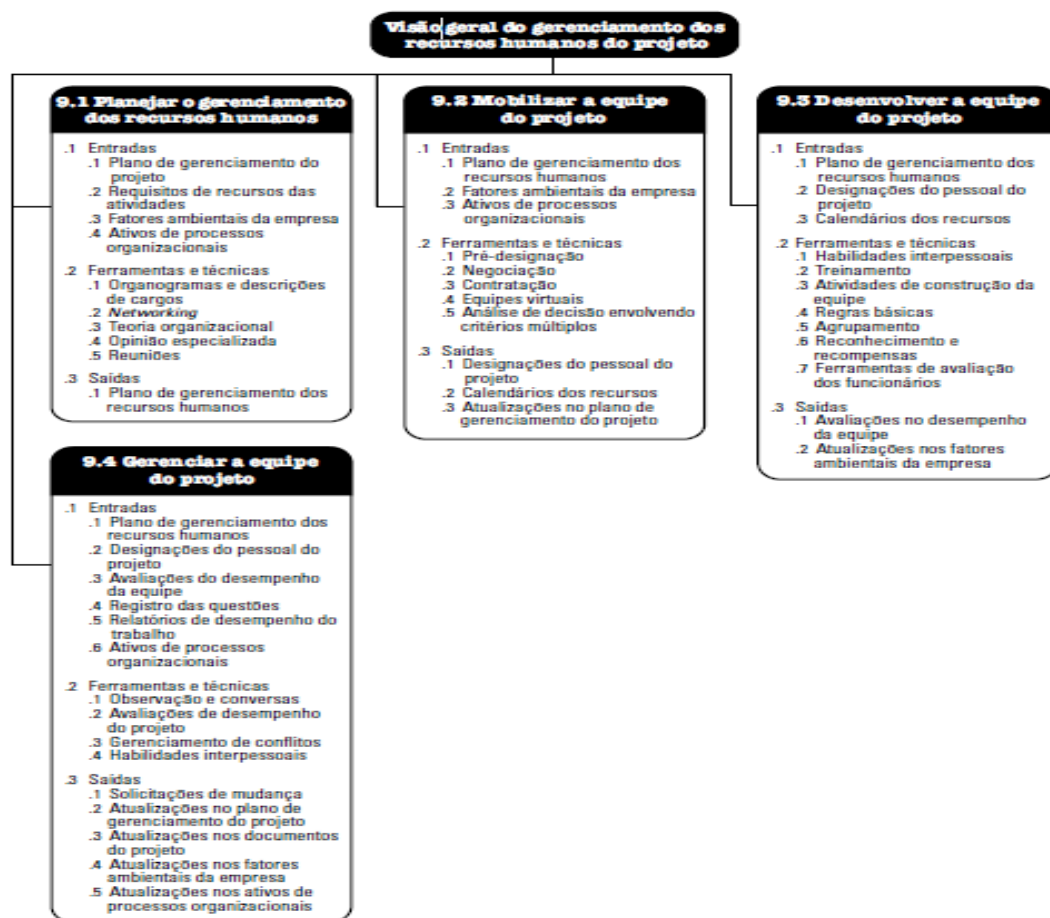 Visão geral do gerenciamento dos
recursos humanos do projeto
9.1 Planejar o gerenciamento
dos recursos humanos
.1 Entradas
.1 Plano de gerenciamento do
projeto
.2 Requisitos de recursos das
atividades
.3 Fatores ambientais da empresa
.4 Ativos de processos
organizacionais
.2 Ferramentas e técnicas
.1 Organogramas e descrições
de cargos
.2 Networking
.3 Teoria organizacional
.4 Opinião especializada
.5 Reuniões
.3 Saídas
.1 Plano de gerenciamento dos
recursos humanos
9.2 Mobilizar a equipe
do projeto
.1 Entradas
.1 Plano de gerenciamento dos
recursos humanos
.2 Fatores ambientais da empresa
.3 Ativos de processos
organizacionais
.2 Ferramentas e técnicas
.1 Pré-designação
.2 Negociação
.3 Contratação
.4 Equipes virtuais
.5 Análise de decisão envolvendo
critérios múltiplos
.3 Saídas
.1 Designações do pessoal do
projeto
.2 Calendários dos recursos
.3 Atualizações no plano de
gerenciamento do projeto
9.3 Desenvolver a equipe
do projeto
.1 Entradas
.1 Plano de gerenciamento dos
recursos humanos
.2 Designações do pessoal do
projeto
.3 Calendários dos recursos
.2 Ferramentas e técnicas
.1 Habilidades interpessoais
.2 Treinamento
.3 Atividades de construção da
equipe
.4 Regras básicas
.5 Agrupamento
.6 Reconhecimento e
recompensas
.7 Ferramentas de avaliação
dos funcionários
.3 Saídas
.1 Avaliações no desempenho
da equipe
.2 Atualizações nos fatores
ambientais da empresa
9.4 Gerenciar a equipe
do projeto
.1 Entradas
.1 Plano de gerenciamento dos
recursos humanos
.2 Designações do pessoal do
projeto
.3 Avaliações do desempenho
da equipe
.4 Registro das questões
.5 Relatórios de desempenho do
trabalho
.6 Ativos de processos
organizacionais
.2 Ferramentas e técnicas
.1 Observação e conversas
.2 Avaliações de desempenho
do projeto
.3 Gerenciamento de conflitos
.4 Habilidades interpessoais
.3 Saídas
.1 Solicitações de mudança
.2 Atualizações no plano de
gerenciamento do projeto
.3 Atualizações nos documentos
do projeto
.4 Atualizações nos fatores
ambientais da empresa
.5 Atualizações nos ativos de
processos organizacionais